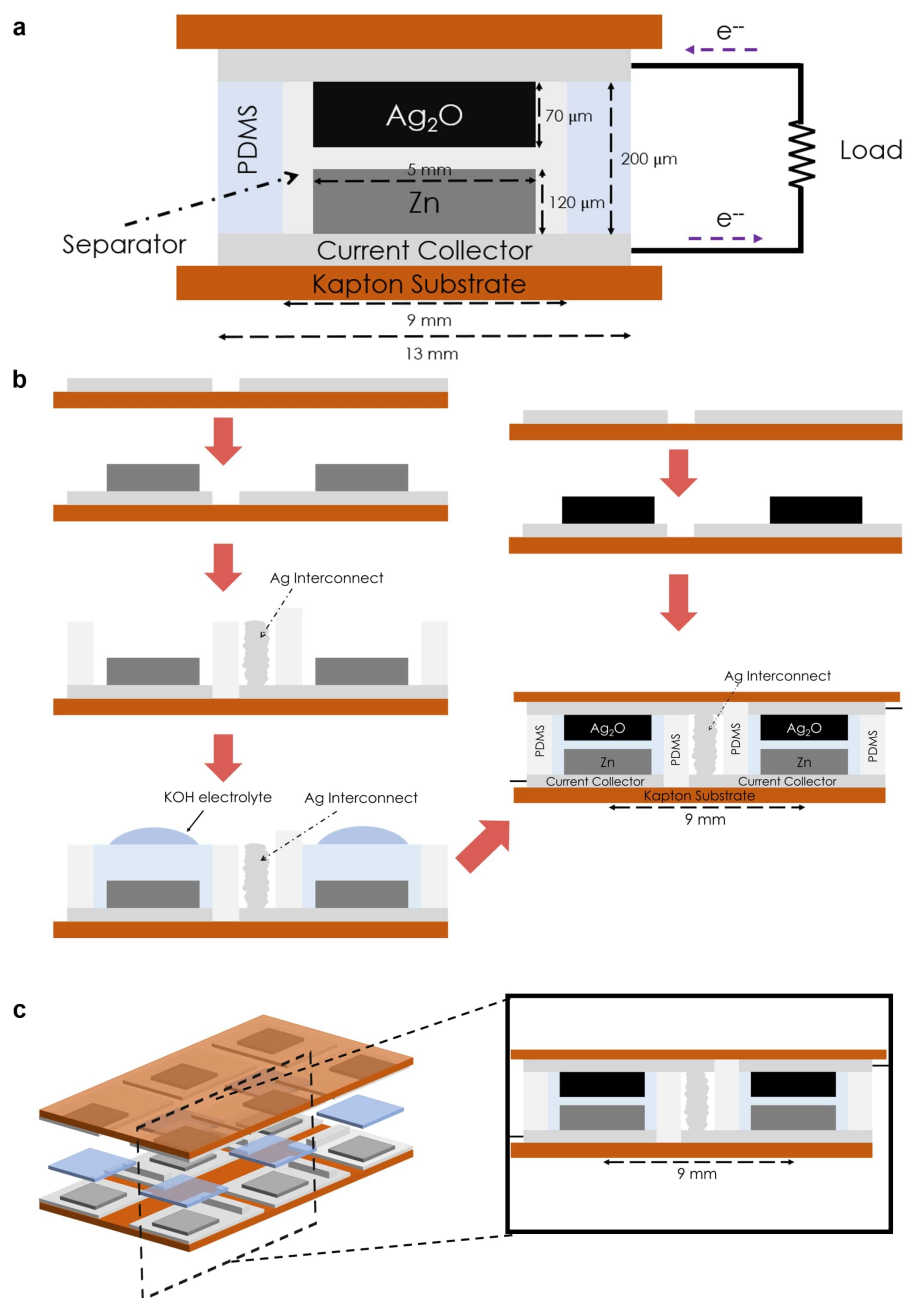 a
e--
PDMS
Ag₂O
70 μm
200 μm
Load
5 mm
Zn
120 μm
e--
Separator
Current Collector
Kapton Substrate
9 mm
13 mm
b
Ag Interconnect
Ag Interconnect
PDMS
Ag₂O
PDMS
PDMS
Ag₂O
PDMS
Zn
Zn
Current Collector
Current Collector
Kapton Substrate
9 mm
KOH electrolyte
Ag Interconnect
c
9 mm